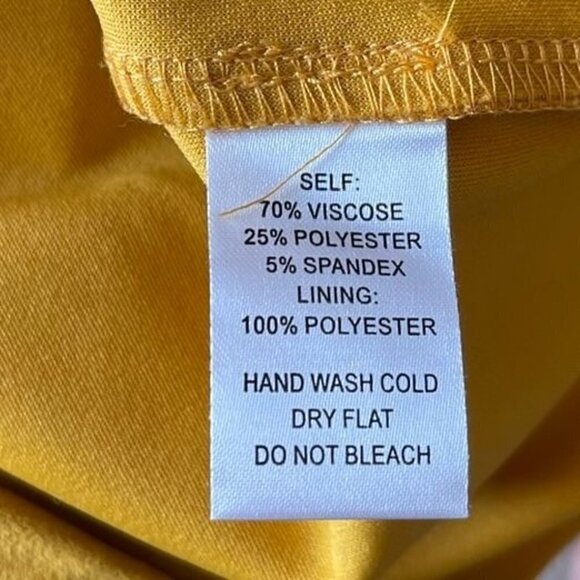 SELF:
70% VISCOSE
25% POLYESTER
5% SPANDEX
LINING:
100% POLYESTER
HAND WASH COLD
DRY FLAT
DO NOT BLEACH